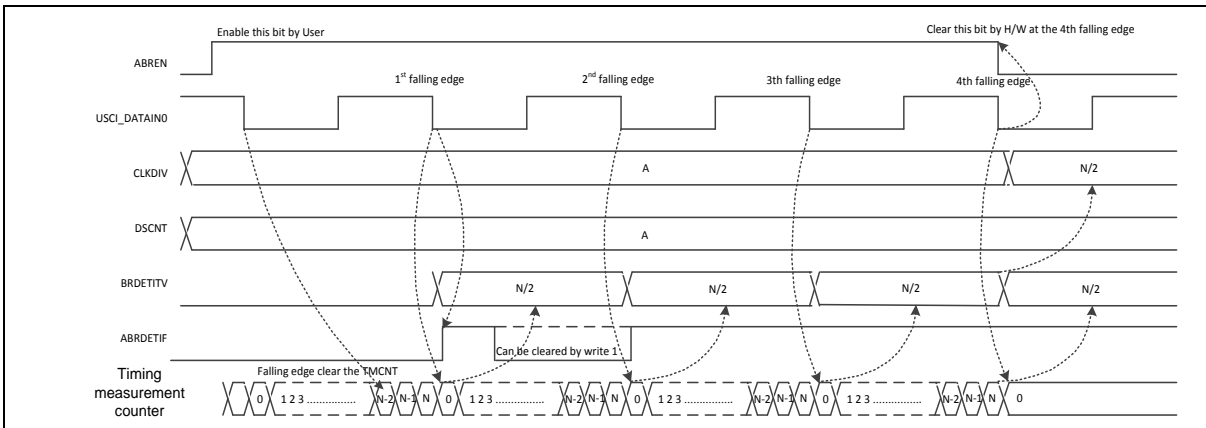 Enable this bit by User
Clear this bit by H/W at the 4th falling edge
ABREN
1st falling edge
2nd falling edge
3th falling edge
4th falling edge
USCI_DATAIN0
CLKDIV
A
N/2
DSCNT
A
BRDETITV
N/2
N/2
N/2
N/2
ABRDETIF
Can be cleared by write 1
Falling edge clear the TMCNT
Timing
measurement
counter
0 1 2 3 ................ N-2 N-1 N 0 1 2 3 ................ N-2 N-1 N 0 1 2 3 ................ N-2 N-1 N 0 1 2 3 ................ N-2 N-1 N 0